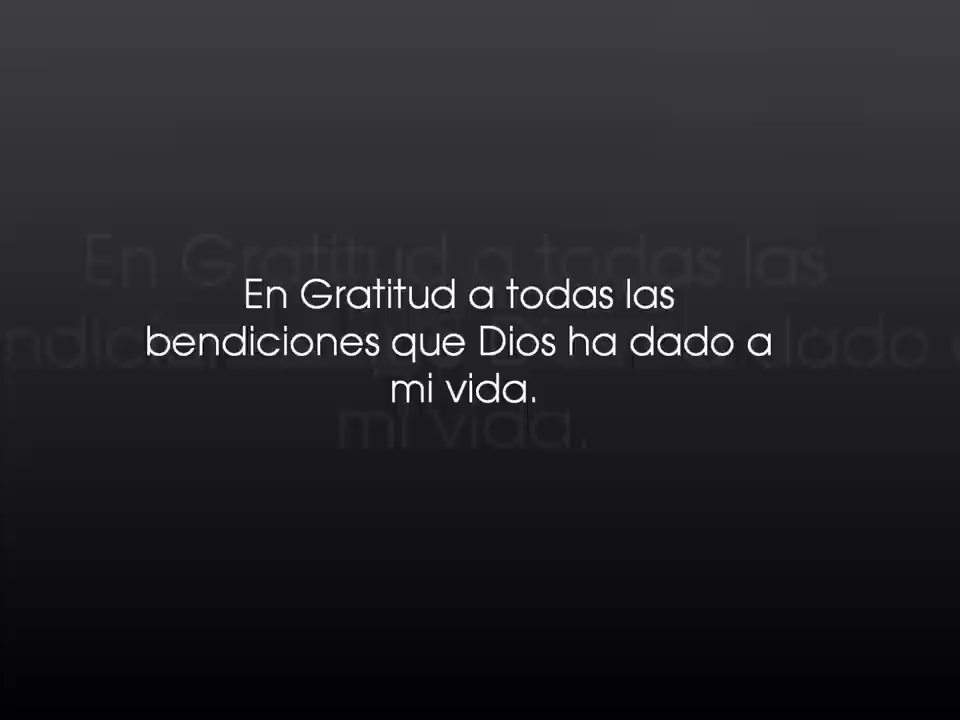 En Gratitud a todas las
bendiciones que Dios ha dado a
mi vida.